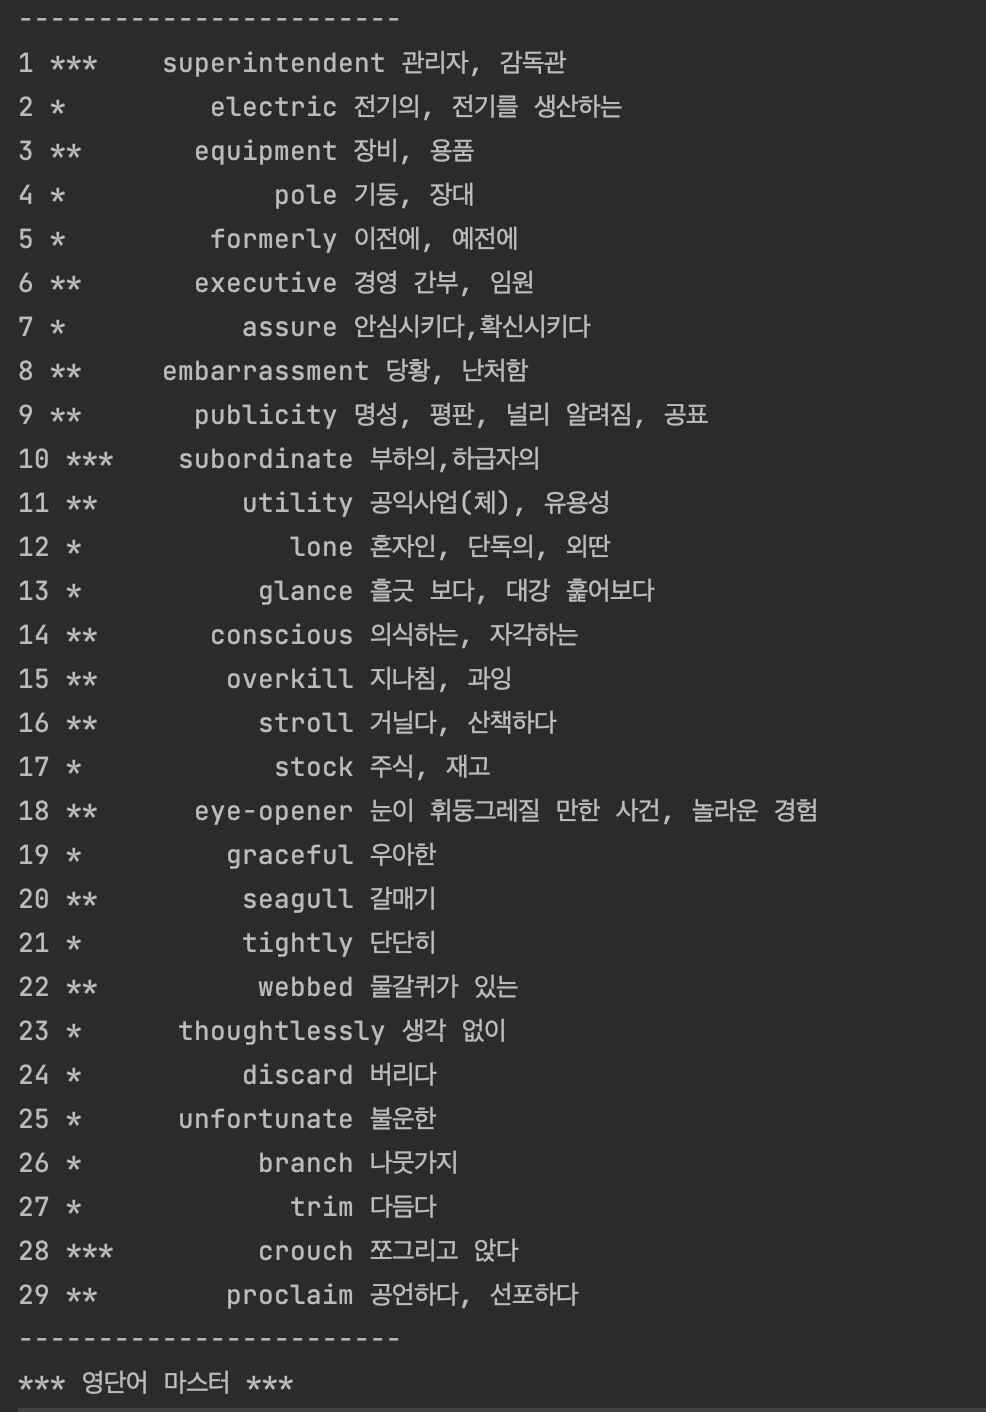 ------------------------
1 *** superintendent 관리자, 감독관
2 * electric 전기의, 전기를 생산하는
3 ** equipment 장비, 용품
4 * pole 기둥, 장대
5 * formerly 이전에, 예전에
6 ** executive 경영 간부, 임원
7 * assure 안심시키다,확신시키다
8 ** embarrassment 당황, 난처함
9 ** publicity 명성, 평판, 널리 알려짐, 공표
10 *** subordinate 부하의,하급자의
11 ** utility 공익사업(체), 유용성
12 * lone 혼자인, 단독의, 외딴
13 * glance 흘긋 보다, 대강 훑어보다
14 ** conscious 의식하는, 자각하는
15 ** overkill 지나침, 과잉
16 ** stroll 거닐다, 산책하다
17 * stock 주식, 재고
18 ** eye-opener 눈이 휘둥그레질 만한 사건, 놀라운 경험
19 * graceful 우아한
20 ** seagull 갈매기
21 * tightly 단단히
22 ** webbed 물갈퀴가 있는
23 * thoughtlessly 생각 없이
24 * discard 버리다
25 * unfortunate 불운한
26 * branch 나뭇가지
27 * trim 다듬다
28 *** crouch 쪼그리고 앉다
29 ** proclaim 공언하다, 선포하다
------------------------
*** 영단어 마스터 ***